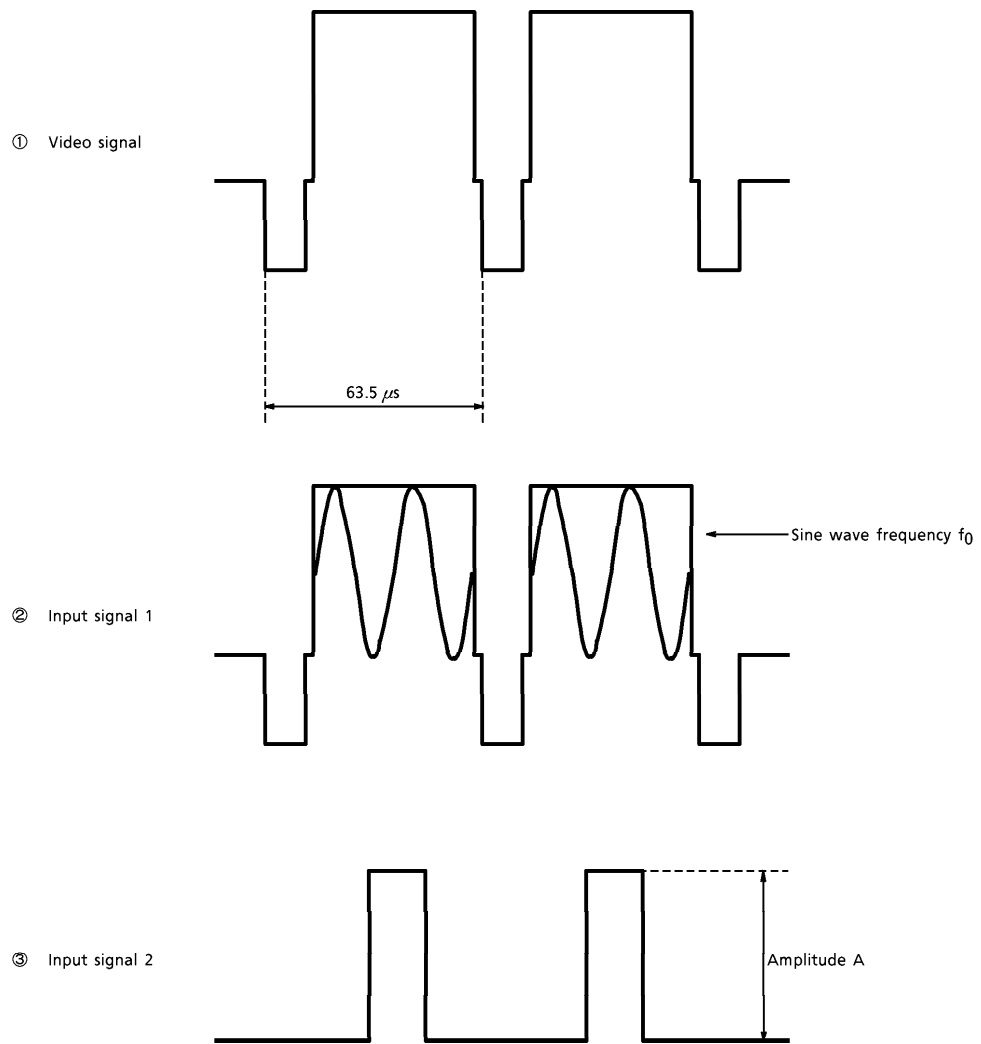 ① Video signal
63.5 μs
② Input signal 1
Sine wave frequency f0
③ Input signal 2
Amplitude A